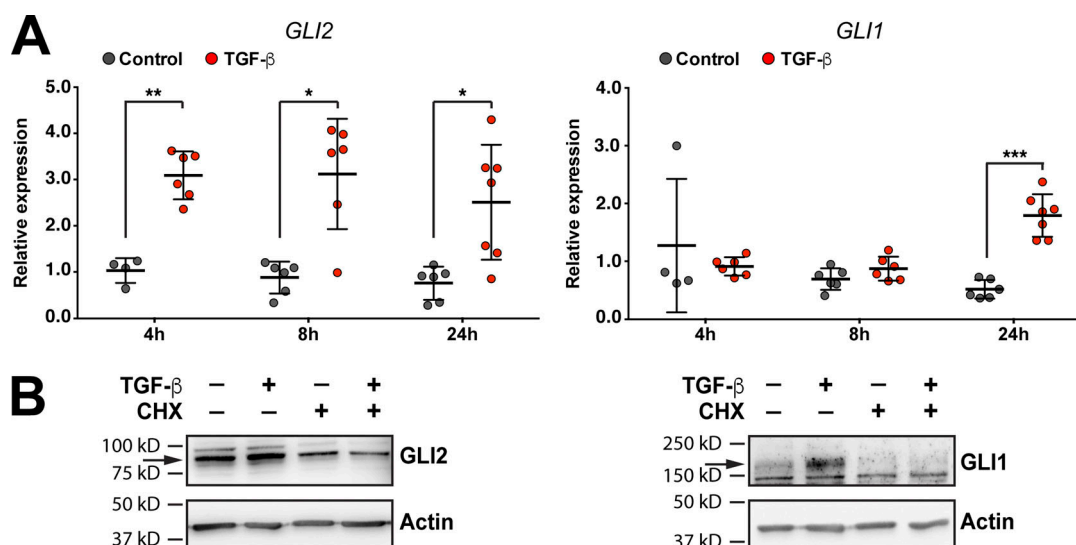 A
GLI2
Control TGF-β
Relative expression
5.0
4.0
3.0
2.0
1.0
0.0
** * *
4h 8h 24h
GLI1
Control TGF-β
Relative expression
4.0
3.0
2.0
1.0
0.0
***
4h 8h 24h
B
TGF-β – + – +
CHX – – + +
100 kD
75 kD
GLI2
50 kD
37 kD
Actin
TGF-β – + – +
CHX – – + +
250 kD
150 kD
GLI1
50 kD
37 kD
Actin